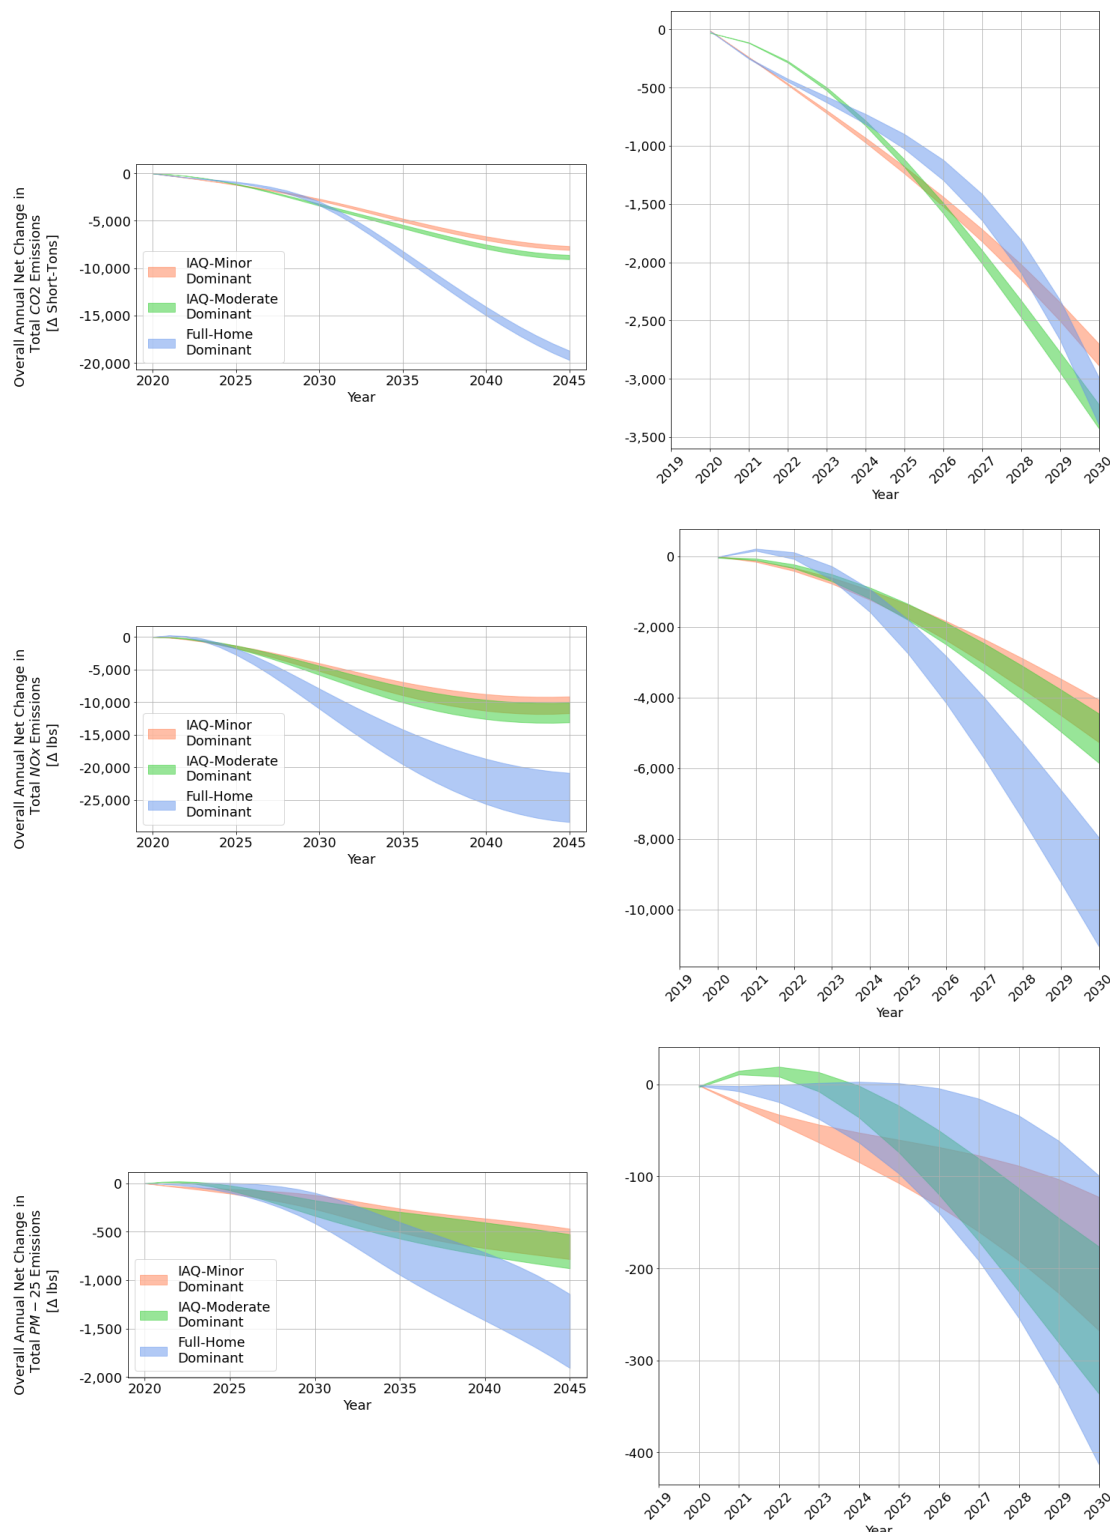 Overall Annual Net Change in
Total CO2 Emissions
[Δ Short-Tons]
0
-5,000
-10,000
-15,000
-20,000
IAQ-Minor
Dominant
IAQ-Moderate
Dominant
Full-Home
Dominant
2020 2025 2030 2035 2040 2045
Year
0
-500
-1,000
-1,500
-2,000
-2,500
-3,000
-3,500
2019 2020 2021 2022 2023 2024 2025 2026 2027 2028 2029 2030
Year
Overall Annual Net Change in
Total NOx Emissions
[Δ lbs]
0
-5,000
-10,000
-15,000
-20,000
-25,000
IAQ-Minor
Dominant
IAQ-Moderate
Dominant
Full-Home
Dominant
2020 2025 2030 2035 2040 2045
Year
0
-2,000
-4,000
-6,000
-8,000
-10,000
2019 2020 2021 2022 2023 2024 2025 2026 2027 2028 2029 2030
Year
Overall Annual Net Change in
Total PM − 25 Emissions
[Δ lbs]
0
-500
-1,000
-1,500
-2,000
IAQ-Minor
Dominant
IAQ-Moderate
Dominant
Full-Home
Dominant
2020 2025 2030 2035 2040 2045
Year
0
-100
-200
-300
-400
2019 2020 2021 2022 2023 2024 2025 2026 2027 2028 2029 2030
Year